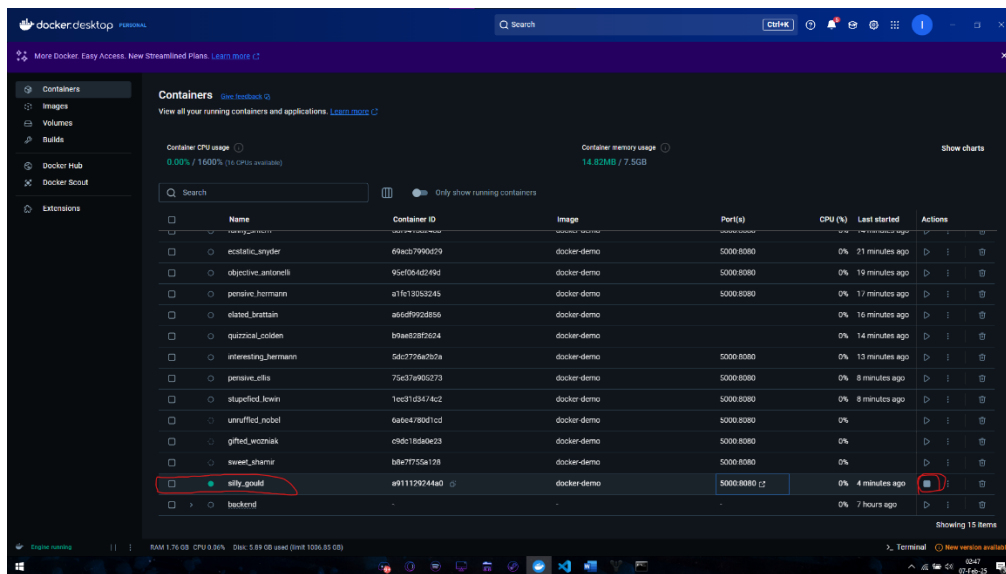 docker.desktop PERSONAL
Search
Ctrl+K
I
More Docker. Easy Access. New Streamlined Plans. Learn more
Containers
Images
Volumes
Builds
Docker Hub
Docker Scout
Extensions
Containers Give feedback
View all your running containers and applications. Learn more
Container CPU usage
0.00% / 1600% (16 CPUs available)
Container memory usage
14.82MB / 7.5GB
Show charts
Search
Only show running containers
Name Container ID Image Port(s) CPU (%) Last started Actions
ecstatic_snyder 69acb7990d29 docker-demo 5000:8080 0% 21 minutes ago
objective_antonelli 95ef064d249d docker-demo 5000:8080 0% 19 minutes ago
pensive_hermann a1fe13053245 docker-demo 5000:8080 0% 17 minutes ago
elated_brattain a66df992d856 docker-demo 0% 16 minutes ago
quizzical_colden b9ae828f2624 docker-demo 0% 14 minutes ago
interesting_hermann 5dc2726a2b2a docker-demo 5000:8080 0% 13 minutes ago
pensive_ellis 75e37a905273 docker-demo 5000:8080 0% 8 minutes ago
stupefied_lewin 1ee31d3474c2 docker-demo 5000:8080 0% 8 minutes ago
unruffled_nobel 6a6e4780d1cd docker-demo 5000:8080 0%
gifted_wozniak c9dc18da0e23 docker-demo 5000:8080 0%
sweet_shamir b8e7f755a128 docker-demo 5000:8080 0%
silly_gould a911129244a0 docker-demo 5000:8080 0% 4 minutes ago
backend - - - 0% 7 hours ago
Showing 15 items
Engine running
RAM 1.76 GB CPU 0.06% Disk: 5.89 GB used (limit 1006.85 GB)
Terminal
New version available
02:47
07-Feb-25